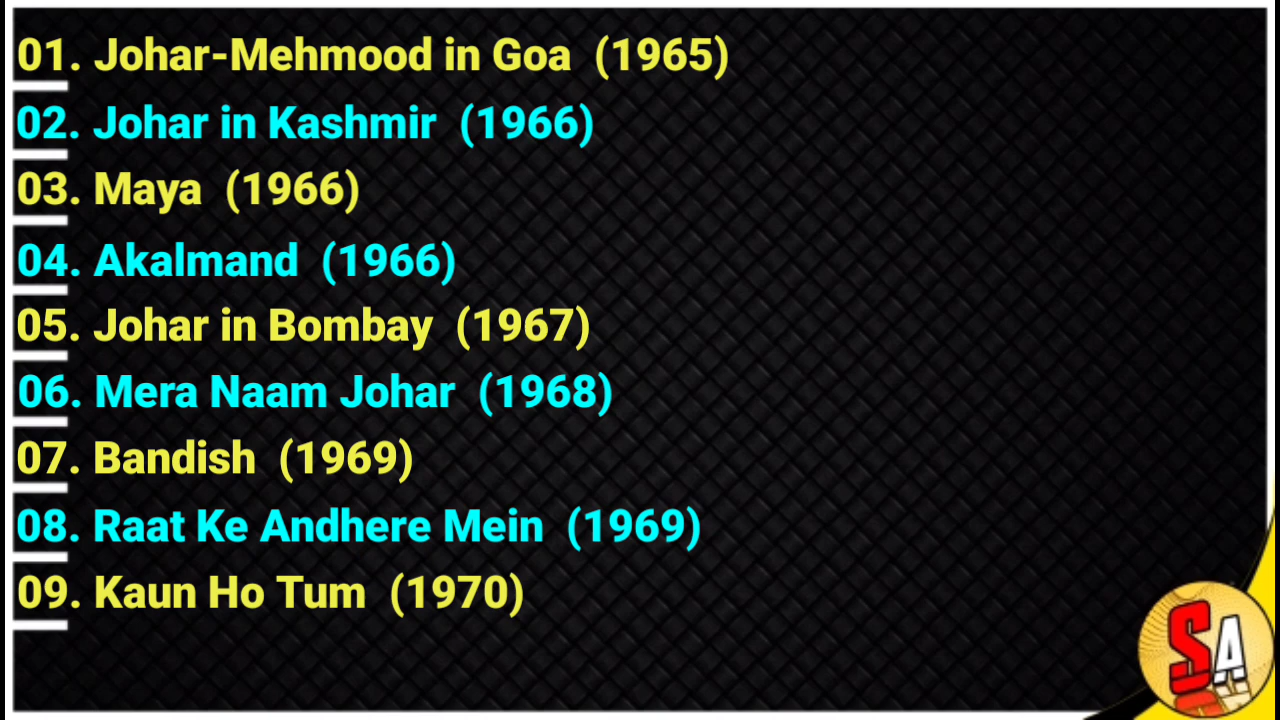 01. Johar-Mehmood in Goa (1965)
02. Johar in Kashmir (1966)
03. Maya (1966)
04. Akalmand (1966)
05. Johar in Bombay (1967)
06. Mera Naam Johar (1968)
07. Bandish (1969)
08. Raat Ke Andhere Mein (1969)
09. Kaun Ho Tum (1970)
SA